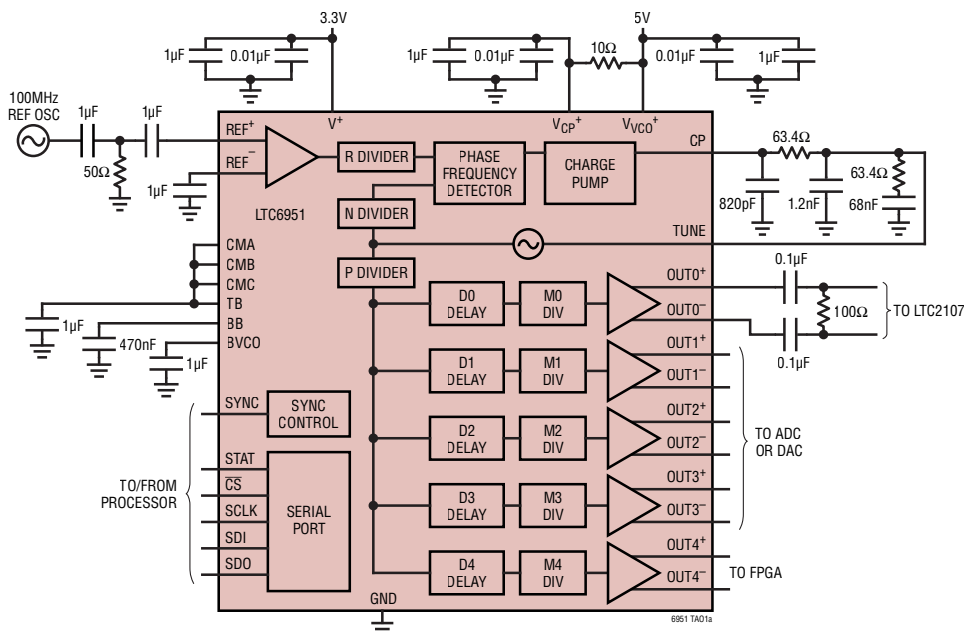 3.3V
5V
1µF
0.01µF
1µF
0.01µF
10Ω
0.01µF
1µF
100MHz
REF OSC
1µF
1µF
50Ω
1µF
REF+
REF–
V+
VCP+
VVCO+
CP
63.4Ω
63.4Ω
820pF
1.2nF
68nF
R DIVIDER
PHASE
FREQUENCY
DETECTOR
CHARGE
PUMP
LTC6951
N DIVIDER
TUNE
P DIVIDER
CMA
CMB
CMC
TB
BB
BVCO
1µF
470nF
1µF
D0
DELAY
M0
DIV
OUT0+
OUT0–
0.1µF
0.1µF
100Ω
TO LTC2107
D1
DELAY
M1
DIV
OUT1+
OUT1–
D2
DELAY
M2
DIV
OUT2+
OUT2–
TO ADC
OR DAC
D3
DELAY
M3
DIV
OUT3+
OUT3–
D4
DELAY
M4
DIV
OUT4+
OUT4–
TO FPGA
SYNC
SYNC
CONTROL
TO/FROM
PROCESSOR
STAT
CS
SCLK
SDI
SDO
SERIAL
PORT
GND
6951 TA01a